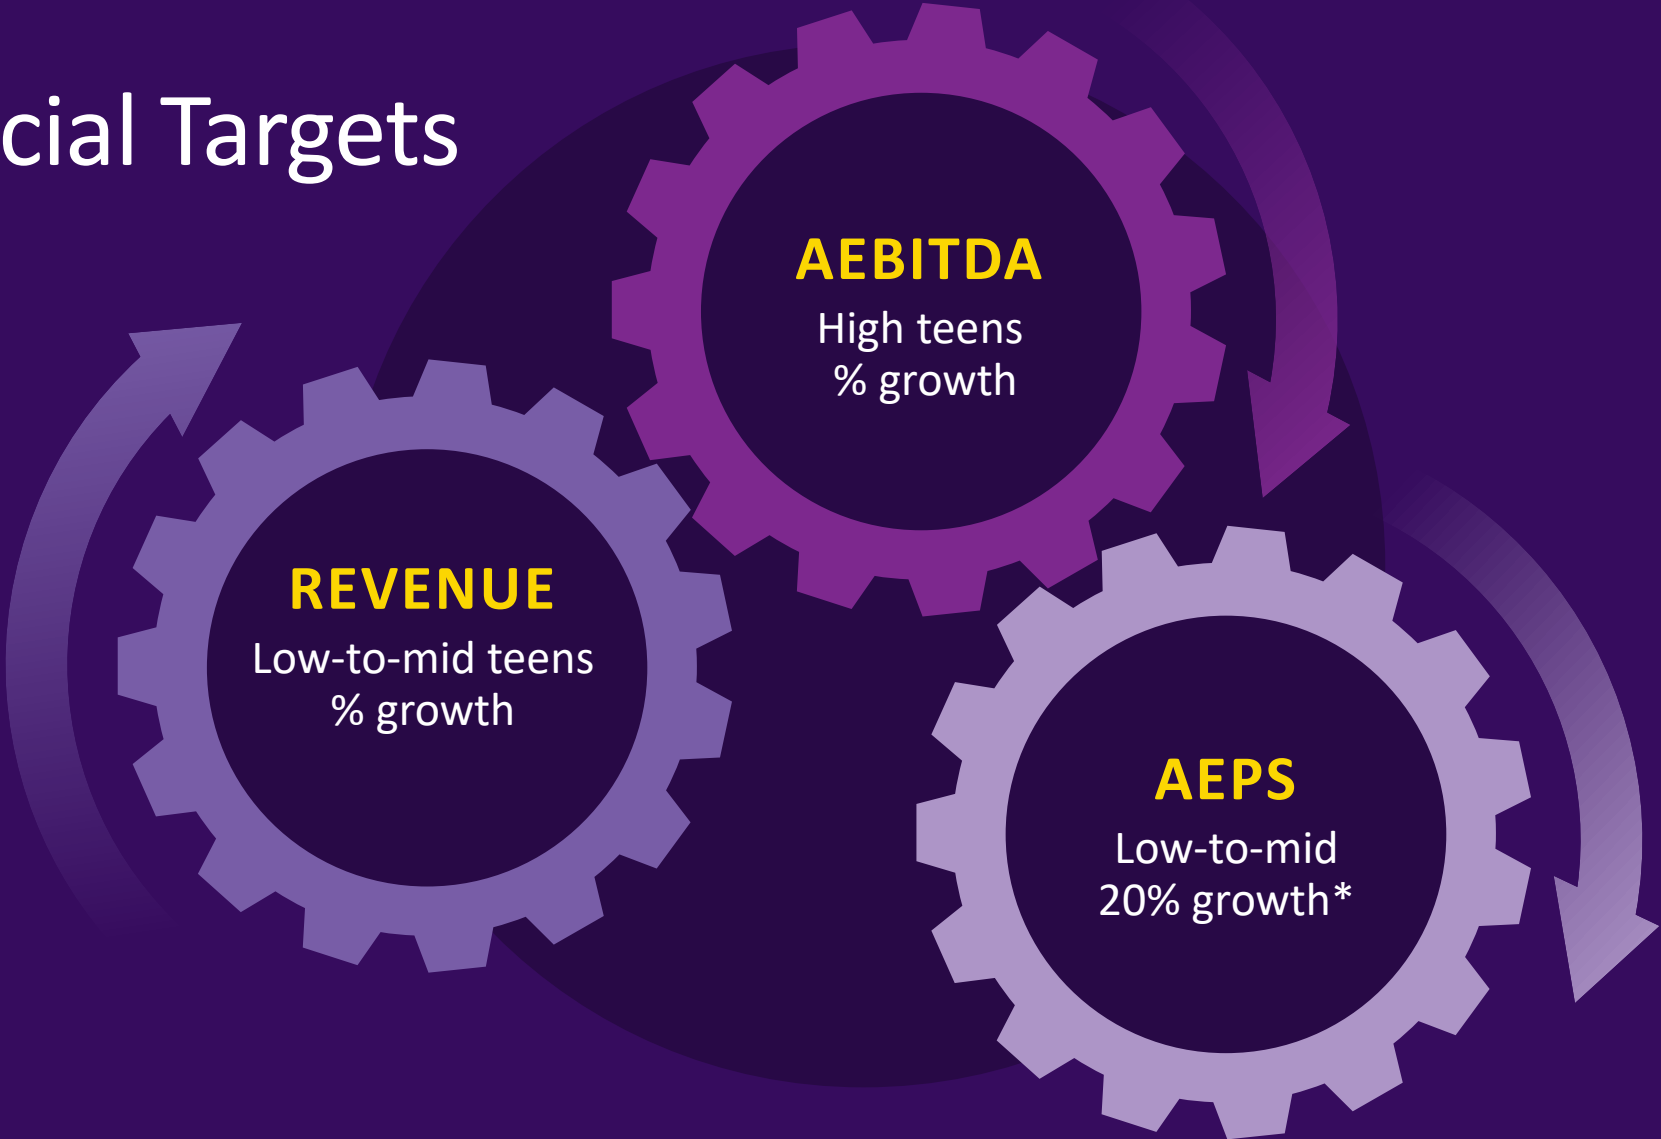 cial Targets
AEBITDA
High teens
% growth
REVENUE
Low-to-mid teens
% growth
AEPS
Low-to-mid
20% growth*